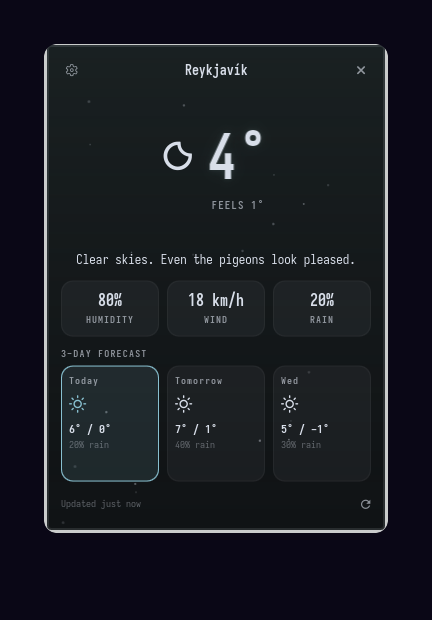 Reykjavík
4°
FEELS 1°
Clear skies. Even the pigeons look pleased.
80% 18 km/h 20%
HUMIDITY WIND RAIN
3-DAY FORECAST
Today Tomorrow Wed
6° / 0° 7° / 1° 5° / -1°
20% rain 40% rain 30% rain
Updated just now